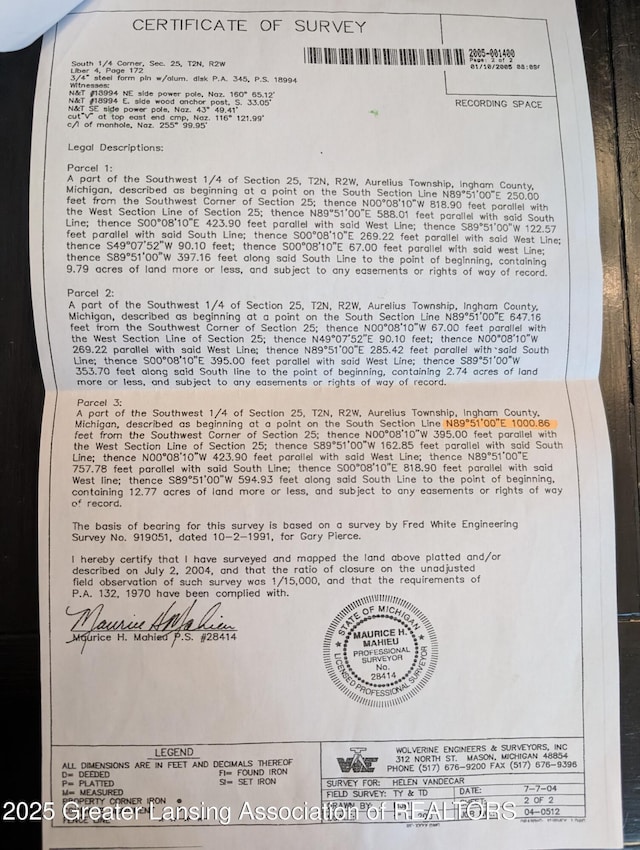 CERTIFICATE OF SURVEY
2005-001400
Page: 2 of 2
01/10/2005
RECORDING SPACE
South 1/4 Corner, Sec. 25, T2N, R2W
Liber 4, Page 172
3/4" steel form pin w/alum. disk P.A. 345, P.S. 18994
Witnesses:
N&T #18994 NE side power pole, Naz. 160° 65.12'
N&T #18994 E. side wood anchor post, S. 33.05'
N&T SE side power pole, Naz. 43° 49.41'
cut"V" at top east end cmp, Naz. 116° 121.99'
c/l of manhole, Naz. 255° 99.95'
Legal Descriptions:
Parcel 1:
A part of the Southwest 1/4 of Section 25, T2N, R2W, Aurelius Township, Ingham County,
Michigan, described as beginning at a point on the South Section Line N89°51'00"E 250.00
feet from the Southwest Corner of Section 25; thence N00°08'10"W 818.90 feet parallel with
the West Section Line of Section 25; thence N89°51'00"E 588.01 feet parallel with said South
Line; thence S00°08'10"E 423.90 feet parallel with said West Line; thence S89°51'00"W 122.57
feet parallel with said South Line; thence S00°08'10"E 269.22 feet parallel with said West Line;
thence S49°07'52"W 90.10 feet; thence S00°08'10"E 67.00 feet parallel with said west Line;
thence S89°51'00"W 397.16 feet along said South Line to the point of beginning, containing
9.79 acres of land more or less, and subject to any easements or rights of way of record.
Parcel 2:
A part of the Southwest 1/4 of Section 25, T2N, R2W, Aurelius Township, Ingham County,
Michigan, described as beginning at a point on the South Section Line N89°51'00"E 647.16
feet from the Southwest Corner of Section 25; thence N00°08'10"W 67.00 feet parallel with
the West Section Line of Section 25; thence N49°07'52"E 90.10 feet; thence N00°08'10"W
269.22 parallel with said West Line; thence N89°51'00"E 285.42 feet parallel with said South
Line; thence S00°08'10"E 395.00 feet parallel with said West Line; thence S89°51'00"W
353.70 feet along said South line to the point of beginning, containing 2.74 acres of land
more or less, and subject to any easements or rights of way of record.
Parcel 3:
A part of the Southwest 1/4 of Section 25, T2N, R2W, Aurelius Township, Ingham County,
Michigan, described as beginning at a point on the South Section Line N89°51'00"E 1000.86
feet from the Southwest Corner of Section 25; thence N00°08'10"W 395.00 feet parallel with
the West Section Line of Section 25; thence S89°51'00"W 162.85 feet parallel with said South
Line; thence N00°08'10"W 423.90 feet parallel with said West Line; thence N89°51'00"E
757.78 feet parallel with said South Line; thence S00°08'10"E 818.90 feet parallel with said
West line; thence S89°51'00"W 594.93 feet along said South Line to the point of beginning,
containing 12.77 acres of land more or less, and subject to any easements or rights of way
of record.
The basis of bearing for this survey is based on a survey by Fred White Engineering
Survey No. 919051, dated 10-2-1991, for Gary Pierce.
I hereby certify that I have surveyed and mapped the land above platted and/or
described on July 2, 2004, and that the ratio of closure on the unadjusted
field observation of such survey was 1/15,000, and that the requirements of
P.A. 132, 1970 have been complied with.
Maurice H Mahieu
Maurice H. Mahieu P.S. #28414
STATE OF MICHIGAN
MAURICE H.
MAHIEU
PROFESSIONAL
SURVEYOR
No.
28414
LICENSED PROFESSIONAL SURVEYOR
LEGEND
ALL DIMENSIONS ARE IN FEET AND DECIMALS THEREOF
D= DEEDED FI= FOUND IRON
P= PLATTED SI= SET IRON
M= MEASURED
PROPERTY CORNER IRON
WOLVERINE ENGINEERS & SURVEYORS, INC
312 NORTH ST. MASON, MICHIGAN 48854
PHONE (517) 676-9200 FAX (517) 676-9396
SURVEY FOR: HELEN VANDECAR
FIELD SURVEY: TY & TD DATE: 7-7-04
DRAWN BY: 2 OF 2
04-0512
2025 Greater Lansing Association of REALTORS